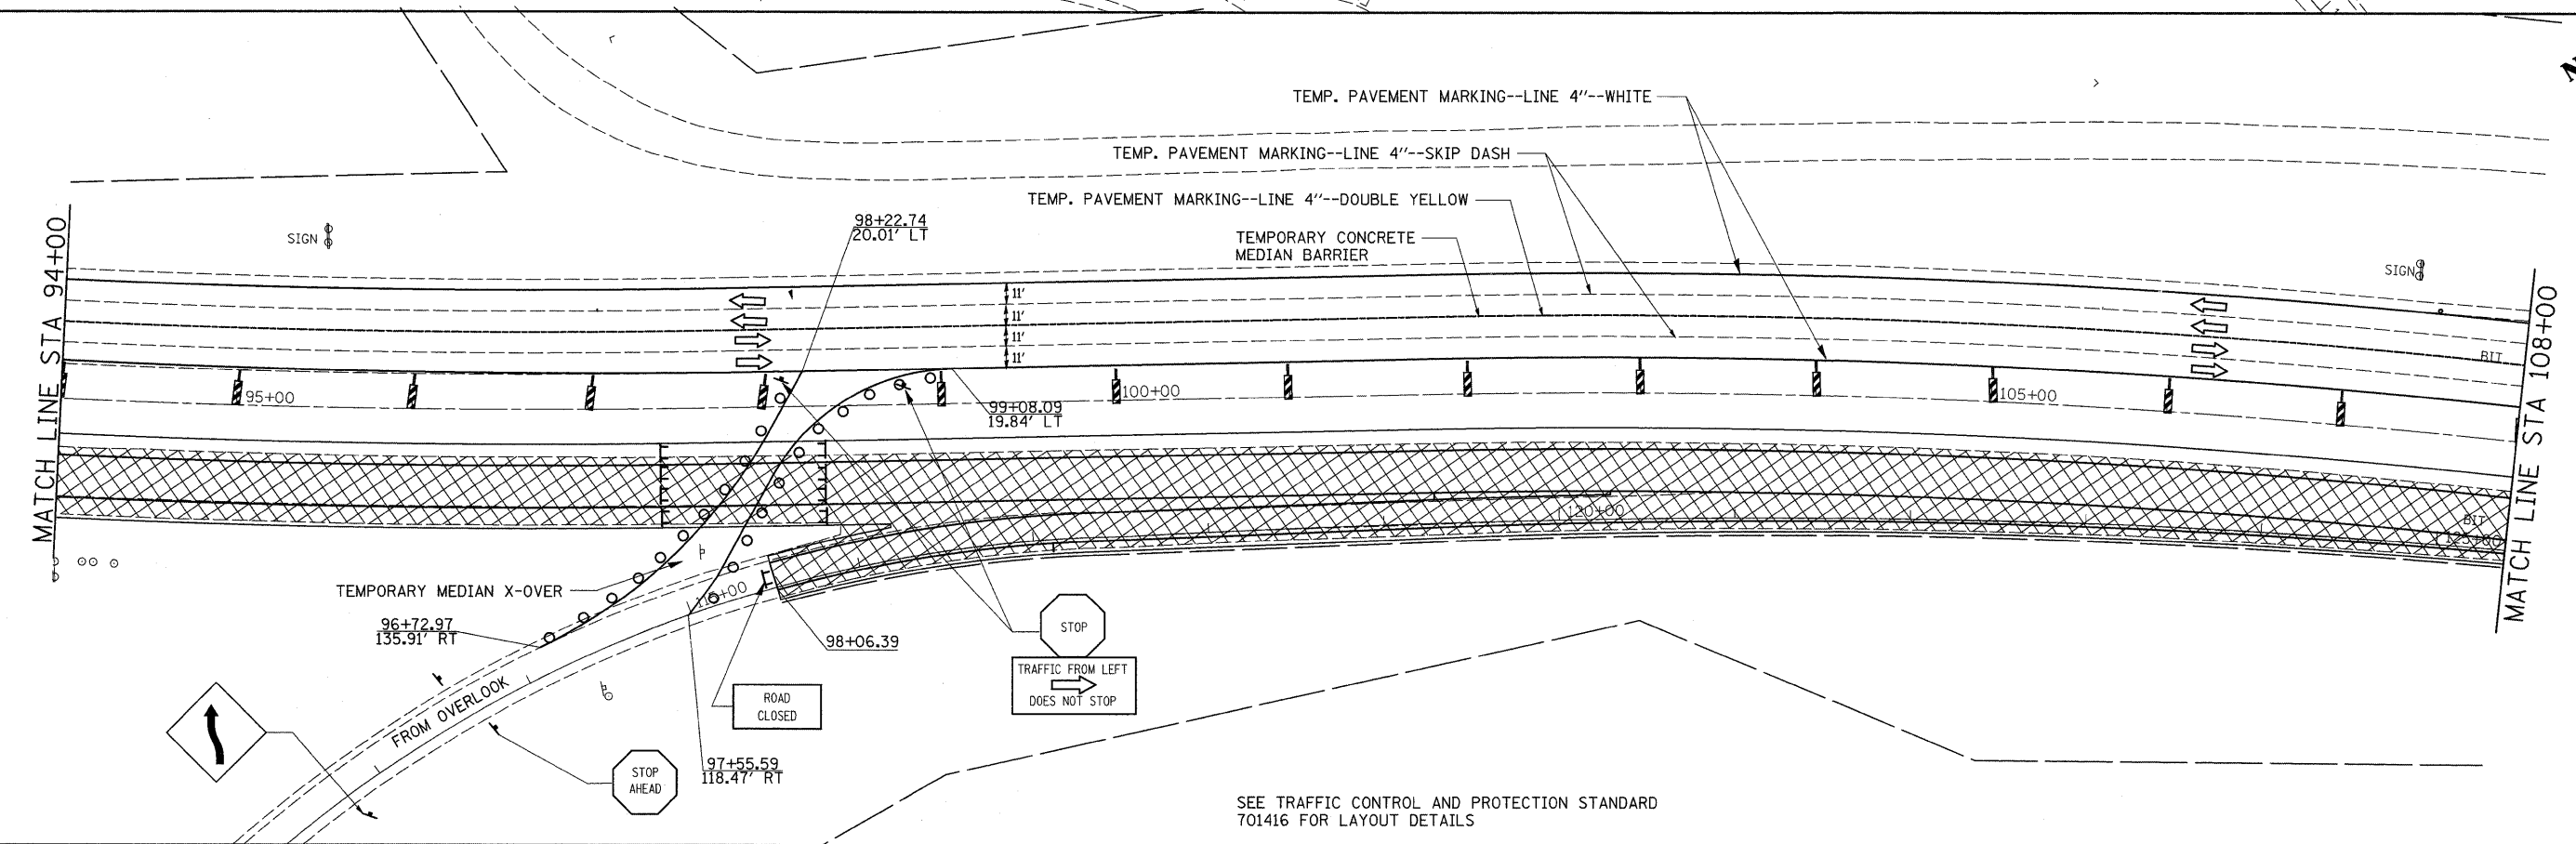 TEMP. PAVEMENT MARKING--LINE 4"--WHITE
TEMP. PAVEMENT MARKING--LINE 4"--SKIP DASH
TEMP. PAVEMENT MARKING--LINE 4"--DOUBLE YELLOW
TEMPORARY CONCRETE
MEDIAN BARRIER
98+22.74
20.01' LT
SIGN
SIGN
MATCH LINE STA 94+00
MATCH LINE STA 108+00
11'
11'
11'
11'
BIT
95+00
100+00
105+00
99+08.09
19.84' LT
120+00
BIT
125+00
115+00
TEMPORARY MEDIAN X-OVER
96+72.97
135.91' RT
98+06.39
STOP
TRAFFIC FROM LEFT
DOES NOT STOP
ROAD
CLOSED
FROM OVERLOOK
97+55.59
118.47' RT
STOP
AHEAD
SEE TRAFFIC CONTROL AND PROTECTION STANDARD
701416 FOR LAYOUT DETAILS